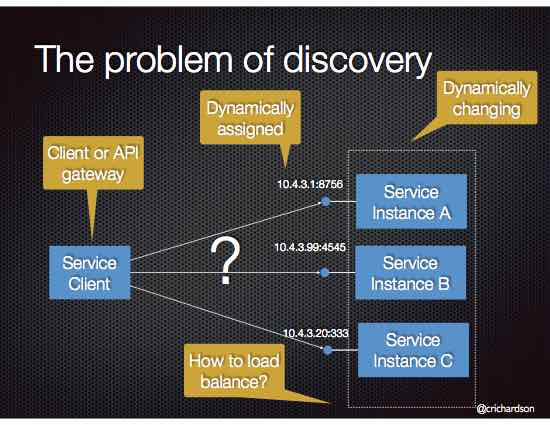 The problem of discovery
Dynamically
changing
Dynamically
assigned
Client or API
gateway
10.4.3.1:8756
Service
Instance A
?
10.4.3.99:4545
Service
Client
Service
Instance B
10.4.3.20:333
Service
Instance C
How to load
balance?
@crichardson